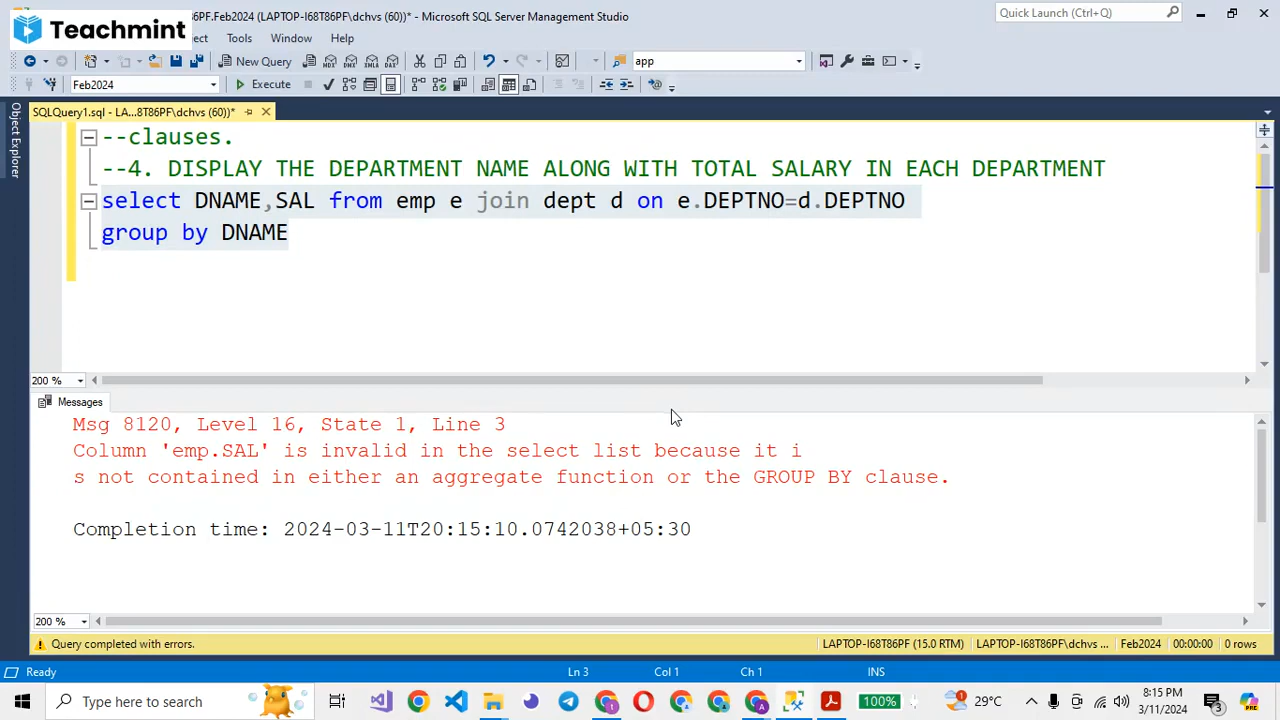 PF.Feb2024 (LAPTOP-I68T86PF\dchvs (60))* - Microsoft SQL Server Management Studio
Quick Launch (Ctrl+Q)
Teachmint
Tools Window Help
New Query
app
Feb2024
Execute
SQLQuery1.sql - LA...8T86PF\dchvs (60))*
Object Explorer
--clauses.
--4. DISPLAY THE DEPARTMENT NAME ALONG WITH TOTAL SALARY IN EACH DEPARTMENT
select DNAME,SAL from emp e join dept d on e.DEPTNO=d.DEPTNO
group by DNAME
200 %
Messages
Msg 8120, Level 16, State 1, Line 3
Column 'emp.SAL' is invalid in the select list because it i
s not contained in either an aggregate function or the GROUP BY clause.
Completion time: 2024-03-11T20:15:10.0742038+05:30
200 %
Query completed with errors.
LAPTOP-I68T86PF (15.0 RTM)
LAPTOP-I68T86PF\dchvs ...
Feb2024
00:00:00
0 rows
Ready
Ln 3
Col 1
Ch 1
INS
Type here to search
100%
29°C
8:15 PM
3/11/2024
3